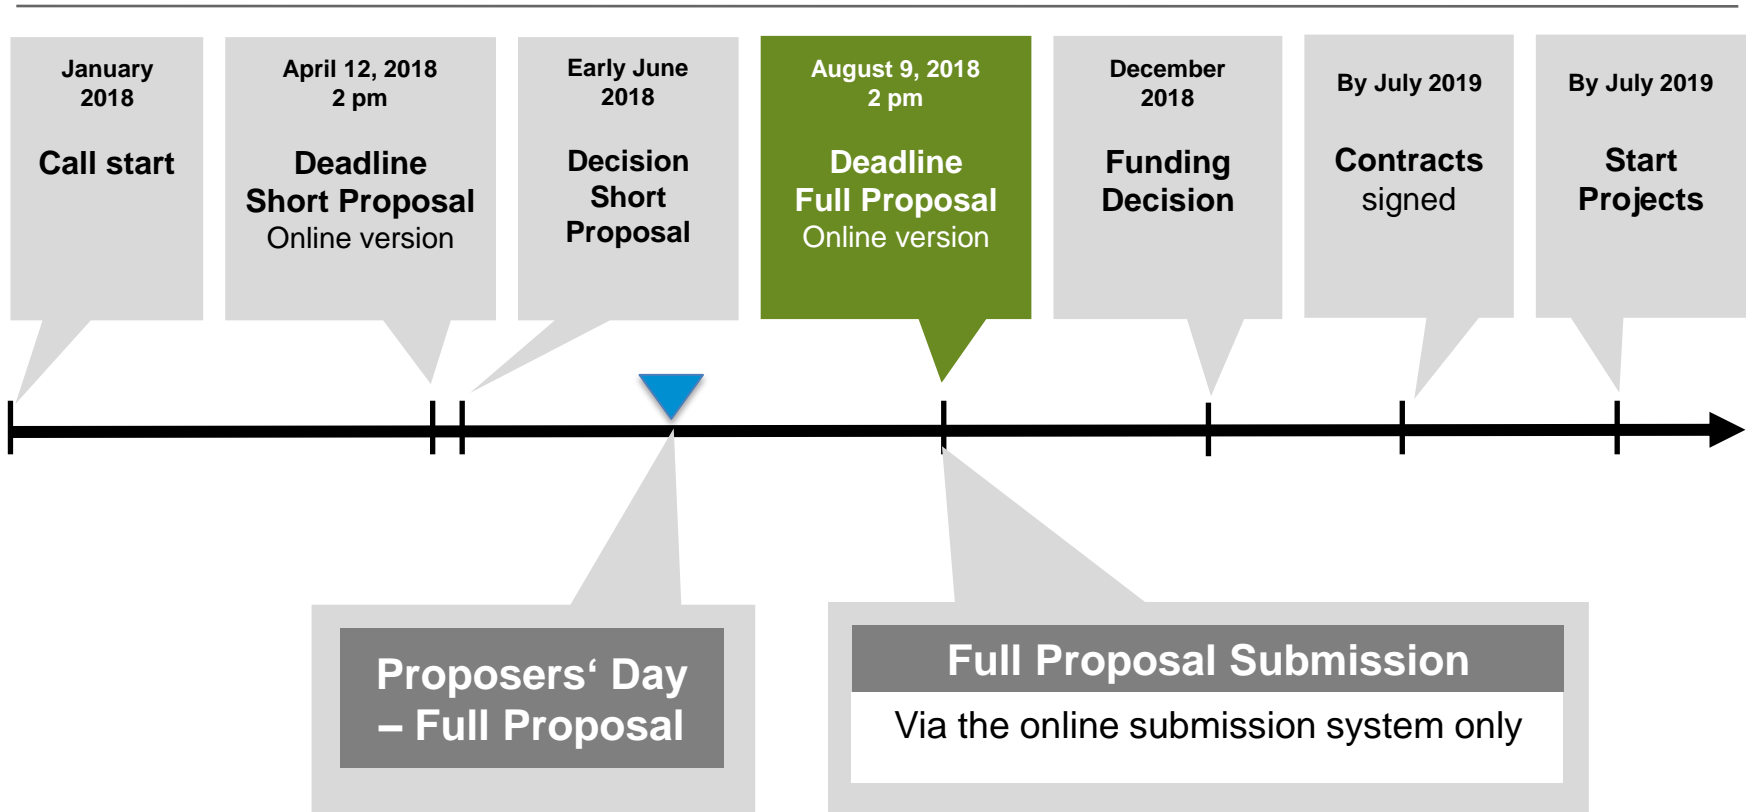 January
2018
Call start
April 12, 2018
2 pm
Deadline
Short Proposal
Online version
Early June
2018
Decision
Short
Proposal
August 9, 2018
2 pm
Deadline
Full Proposal
Online version
December
2018
Funding
Decision
By July 2019
Contracts
signed
By July 2019
Start
Projects
Proposers‘ Day
– Full Proposal
Full Proposal Submission
Via the online submission system only